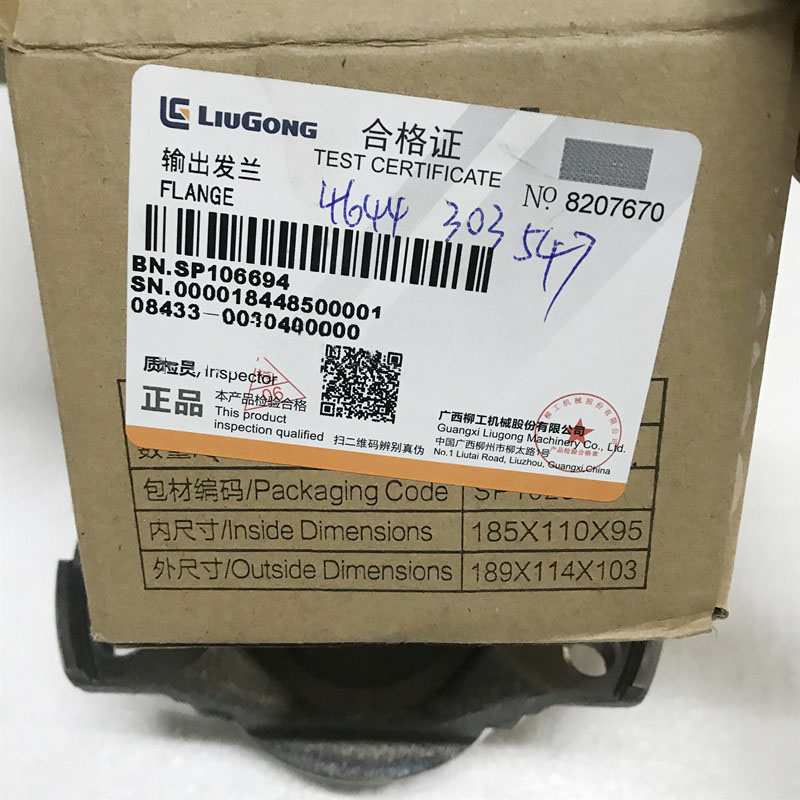 LIUGONG
合格证
TEST CERTIFICATE
输出发兰
FLANGE
№ 8207670
4644 303 547
BN.SP106694
SN.000018448500001
08433-0030400000
质检员, Inspector
06
正品
本产品检验合格
This product
inspection qualified
扫二维码辨别真伪
广西柳工机械股份有限公司
Guangxi Liugong Machinery Co., Ltd.
中国广西柳州市柳太路1号
No.1 Liutai Road, Liuzhou, Guangxi,China
包材编码/Packaging Code
内尺寸/Inside Dimensions 185X110X95
外尺寸/Outside Dimensions 189X114X103